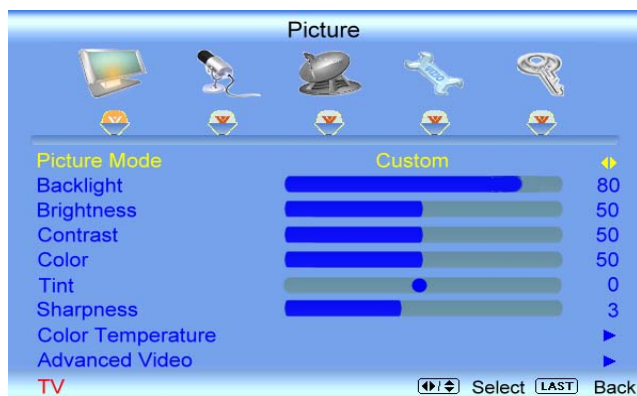 Picture
Picture Mode Custom
Backlight 80
Brightness 50
Contrast 50
Color 50
Tint 0
Sharpness 3
Color Temperature
Advanced Video
TV Select LAST Back